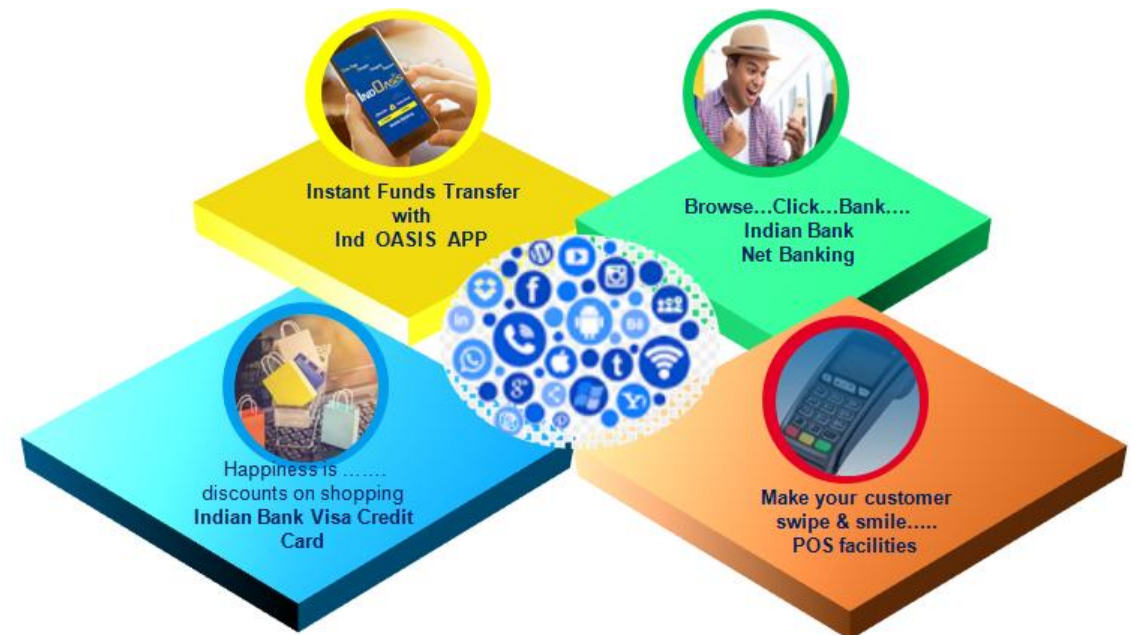 INDOASIS
Instant Funds Transfer
with
Ind OASIS APP
Browse...Click...Bank....
Indian Bank
Net Banking
Happiness is .......
discounts on shopping
Indian Bank Visa Credit
Card
Make your customer
swipe & smile.....
POS facilities